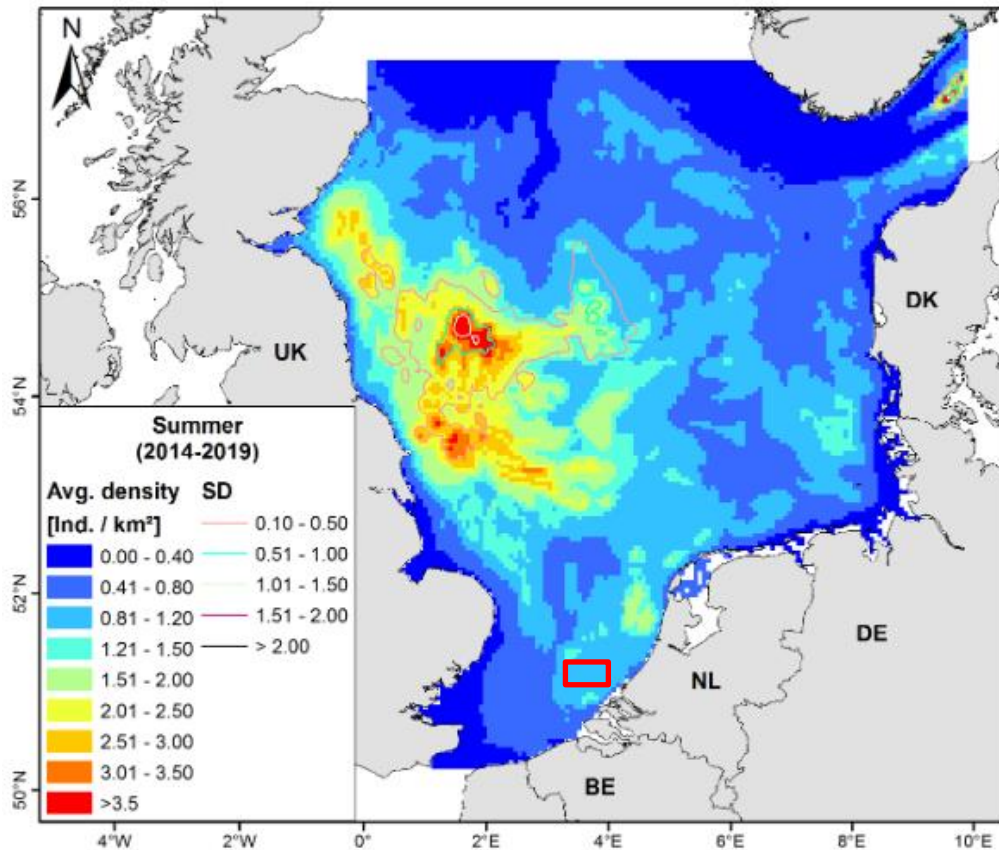 N
56°N
54°N
52°N
50°N
UK
DK
DE
NL
BE
Summer
(2014-2019)
Avg. density SD
[Ind. / km²]
0.00 - 0.40
0.41 - 0.80
0.81 - 1.20
1.21 - 1.50
1.51 - 2.00
2.01 - 2.50
2.51 - 3.00
3.01 - 3.50
>3.5
0.10 - 0.50
0.51 - 1.00
1.01 - 1.50
1.51 - 2.00
> 2.00
4°W 2°W 0° 2°E 4°E 6°E 8°E 10°E